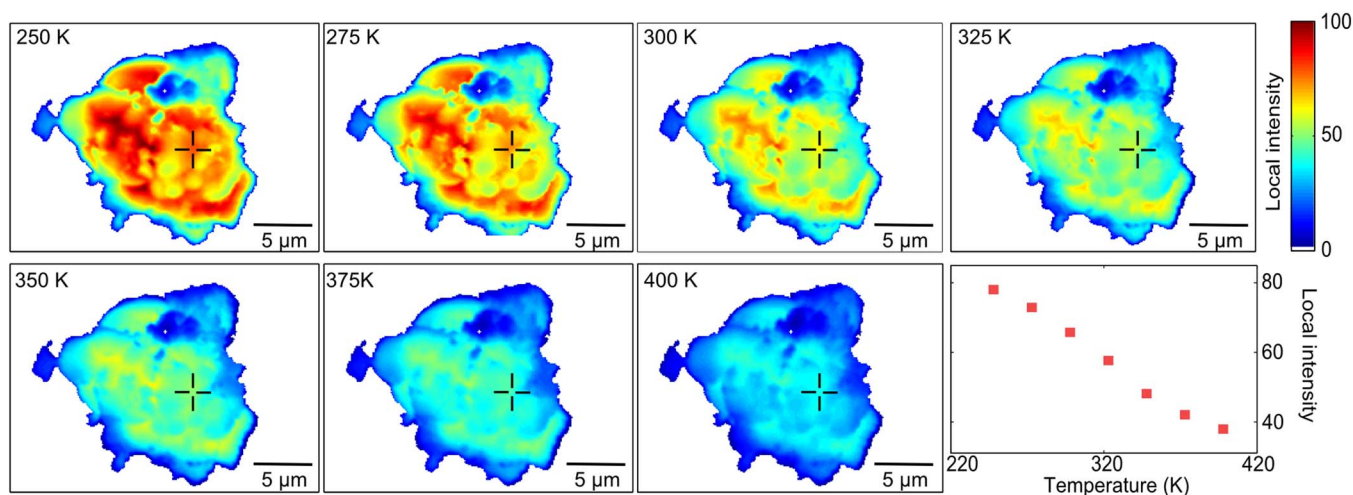 250 K
275 K
300 K
325 K
100
50
0
Local intensity
5 µm
5 µm
5 µm
5 µm
350 K
375K
400 K
80
60
40
Local intensity
5 µm
5 µm
5 µm
220
320
420
Temperature (K)